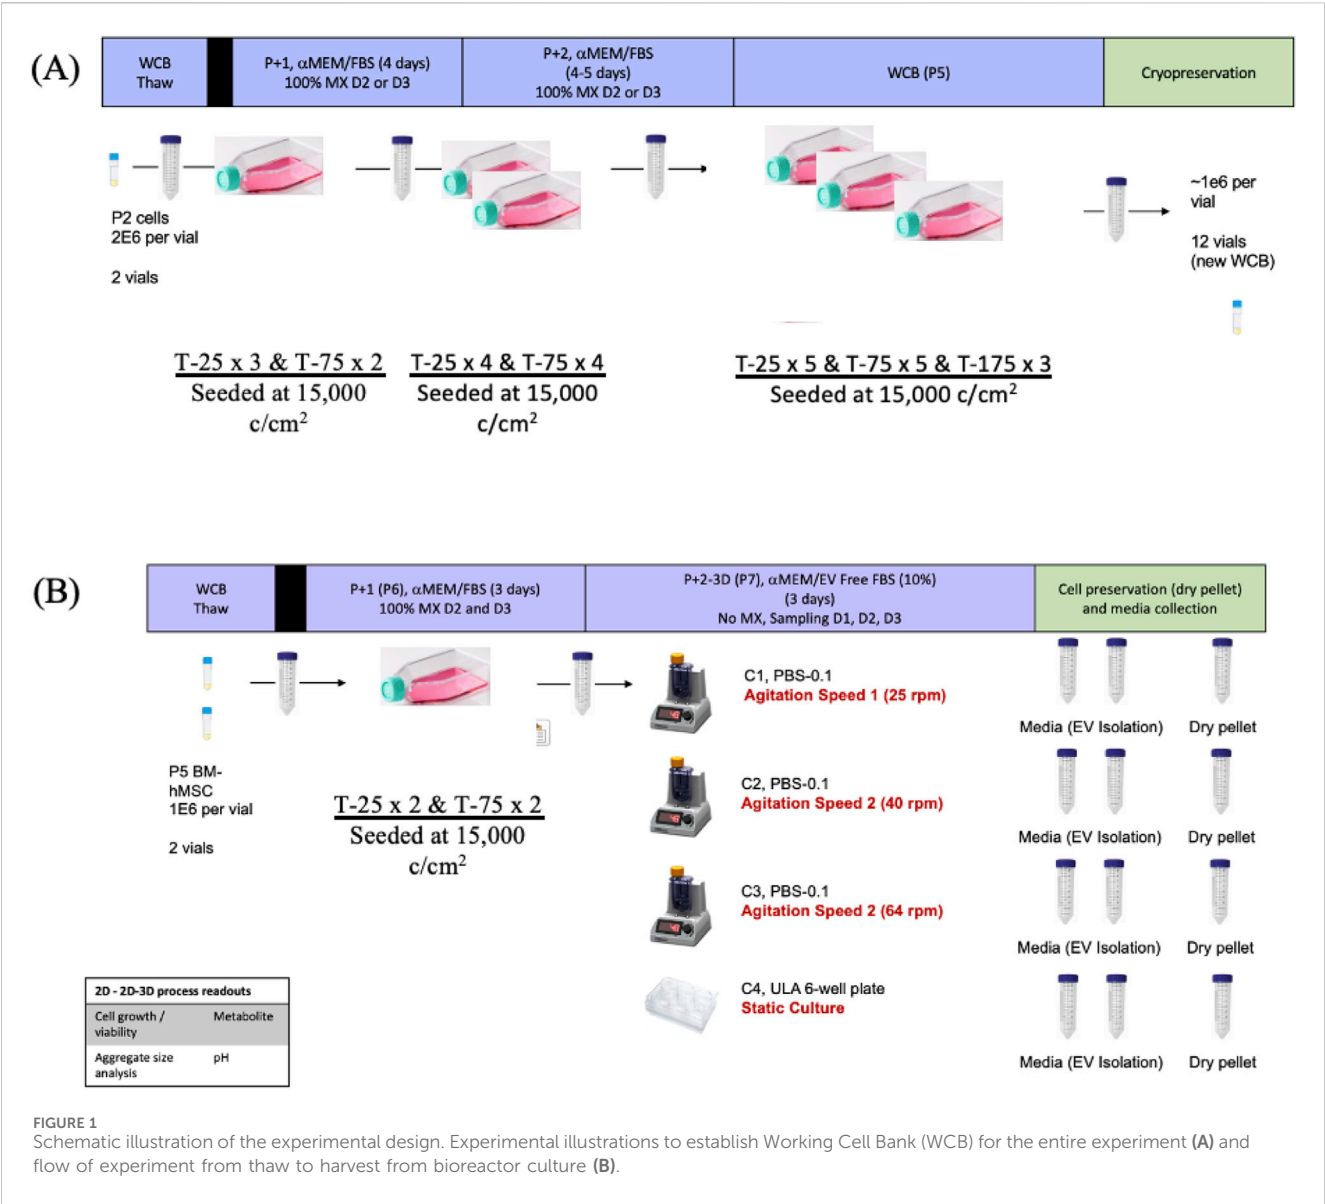 (A)
WCB
Thaw
P+1, αMEM/FBS (4 days)
100% MX D2 or D3
P+2, αMEM/FBS
(4-5 days)
100% MX D2 or D3
WCB (P5)
Cryopreservation
P2 cells
2E6 per vial
2 vials
~1e6 per
vial
12 vials
(new WCB)
T-25 x 3 & T-75 x 2
Seeded at 15,000
c/cm²
T-25 x 4 & T-75 x 4
Seeded at 15,000
c/cm²
T-25 x 5 & T-75 x 5 & T-175 x 3
Seeded at 15,000 c/cm²
(B)
WCB
Thaw
P+1 (P6), αMEM/FBS (3 days)
100% MX D2 and D3
P+2-3D (P7), αMEM/EV Free FBS (10%)
(3 days)
No MX, Sampling D1, D2, D3
Cell preservation (dry pellet)
and media collection
P5 BM-
hMSC
1E6 per vial
2 vials
T-25 x 2 & T-75 x 2
Seeded at 15,000
c/cm²
C1, PBS-0.1
Agitation Speed 1 (25 rpm)
Media (EV Isolation) Dry pellet
C2, PBS-0.1
Agitation Speed 2 (40 rpm)
Media (EV Isolation) Dry pellet
C3, PBS-0.1
Agitation Speed 2 (64 rpm)
Media (EV Isolation) Dry pellet
C4, ULA 6-well plate
Static Culture
Media (EV Isolation) Dry pellet
2D - 2D-3D process readouts
Cell growth / Metabolite
viability
Aggregate size pH
analysis
FIGURE 1
Schematic illustration of the experimental design. Experimental illustrations to establish Working Cell Bank (WCB) for the entire experiment (A) and
flow of experiment from thaw to harvest from bioreactor culture (B).